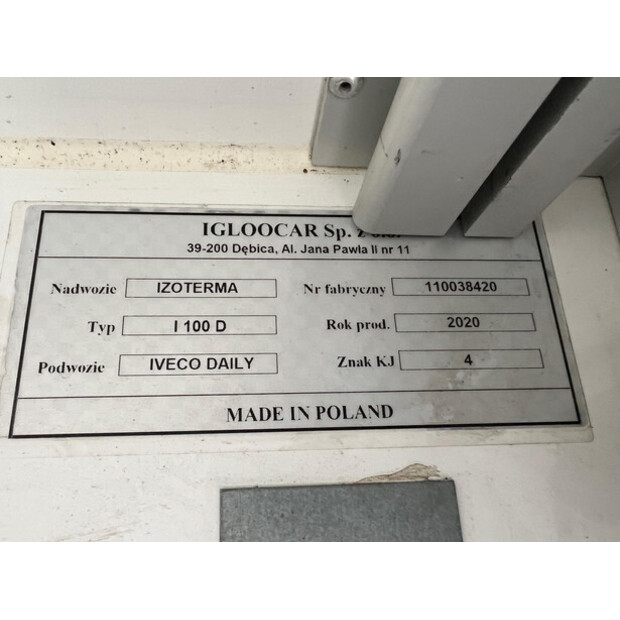 IGLOOCAR Sp. z o.o.
39-200 Dębica, Al. Jana Pawła II nr 11
Nadwozie IZOTERMA Nr fabryczny 110038420
Typ I 100 D Rok prod. 2020
Podwozie IVECO DAILY Znak KJ 4
MADE IN POLAND